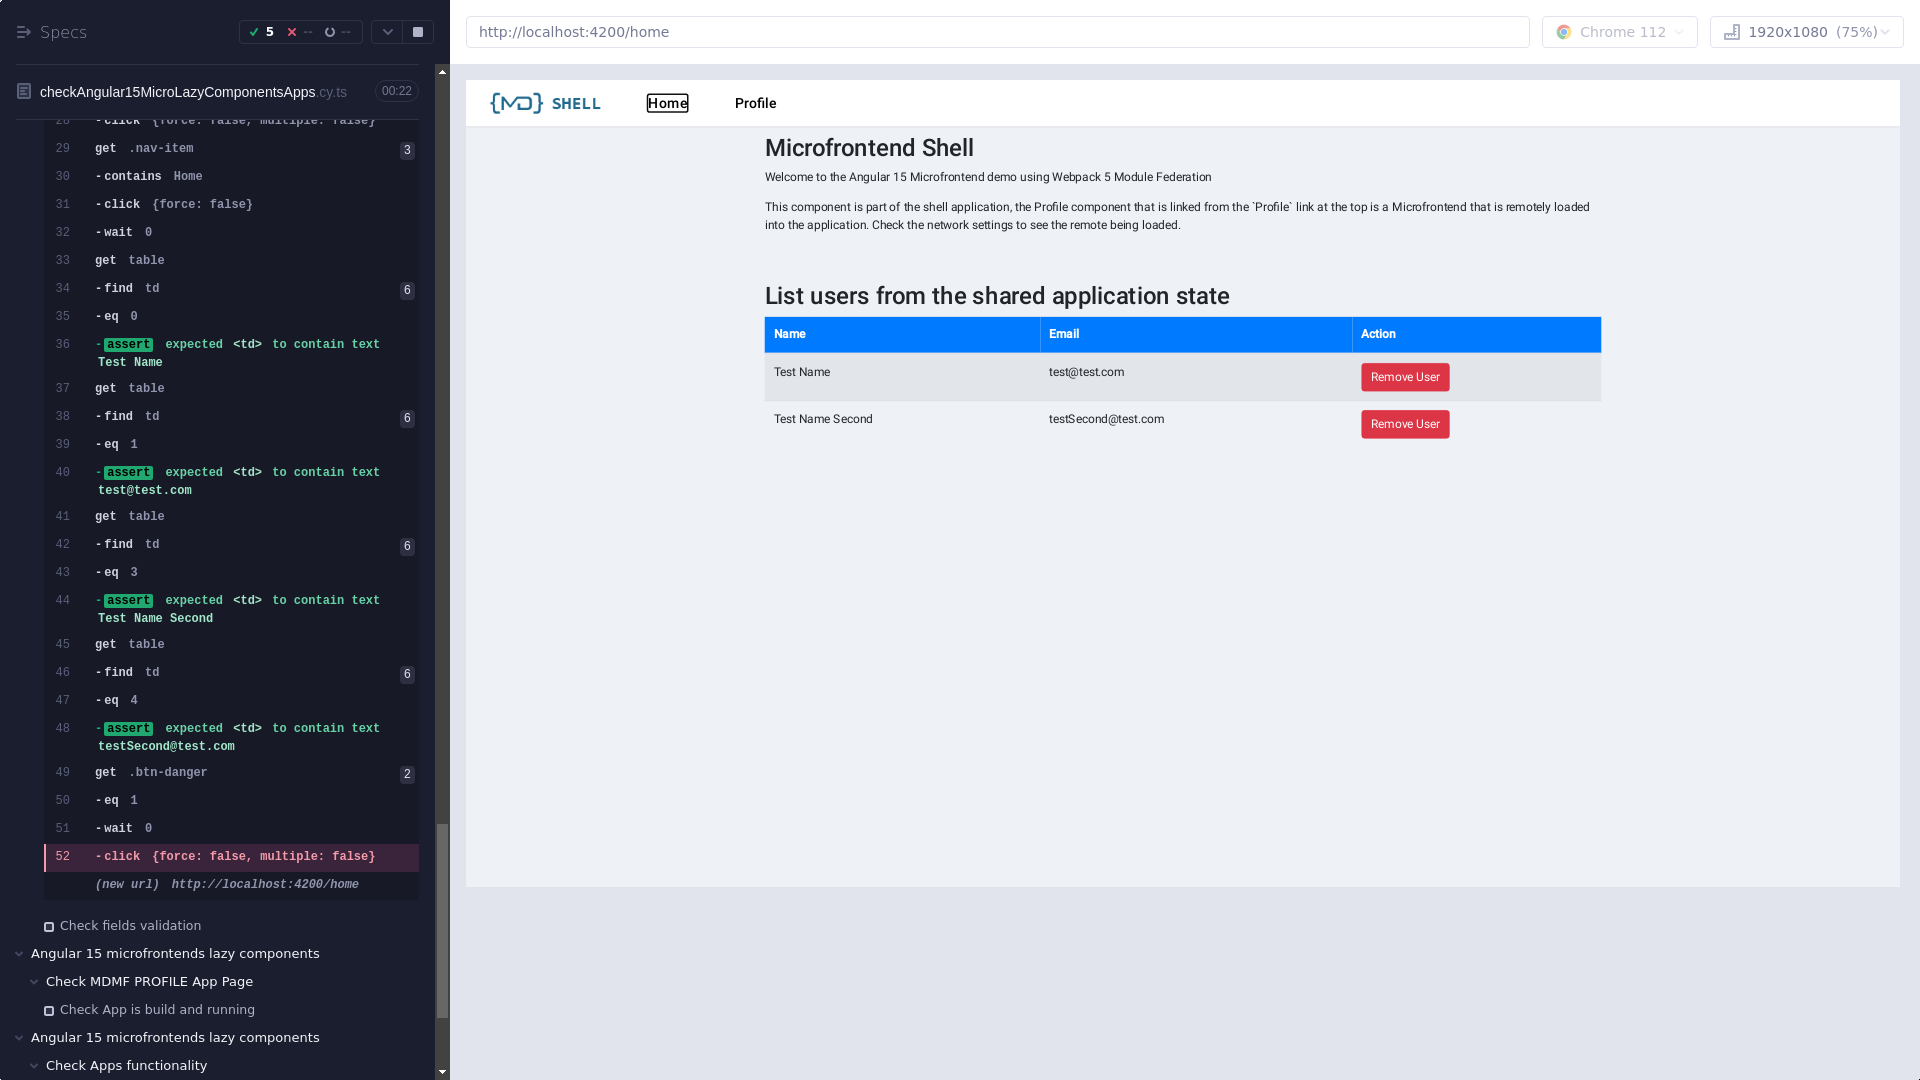 Specs
5
--
--
checkAngular15MicroLazyComponentsApps.cy.ts
00:22
28 -click {force: false, multiple: false}
29 get .nav-item 3
30 -contains Home
31 -click {force: false}
32 -wait 0
33 get table
34 -find td 6
35 -eq 0
36 -assert expected <td> to contain text
Test Name
37 get table
38 -find td 6
39 -eq 1
40 -assert expected <td> to contain text
test@test.com
41 get table
42 -find td 6
43 -eq 3
44 -assert expected <td> to contain text
Test Name Second
45 get table
46 -find td 6
47 -eq 4
48 -assert expected <td> to contain text
testSecond@test.com
49 get .btn-danger 2
50 -eq 1
51 -wait 0
52 -click {force: false, multiple: false}
(new url) http://localhost:4200/home
Check fields validation
Angular 15 microfrontends lazy components
Check MDMF PROFILE App Page
Check App is build and running
Angular 15 microfrontends lazy components
Check Apps functionality
http://localhost:4200/home
Chrome 112
1920x1080 (75%)
{MD} SHELL
Home
Profile
Microfrontend Shell
Welcome to the Angular 15 Microfrontend demo using Webpack 5 Module Federation
This component is part of the shell application, the Profile component that is linked from the `Profile` link at the top is a Microfrontend that is remotely loaded
into the application. Check the network settings to see the remote being loaded.
List users from the shared application state
Name Email Action
Test Name test@test.com Remove User
Test Name Second testSecond@test.com Remove User